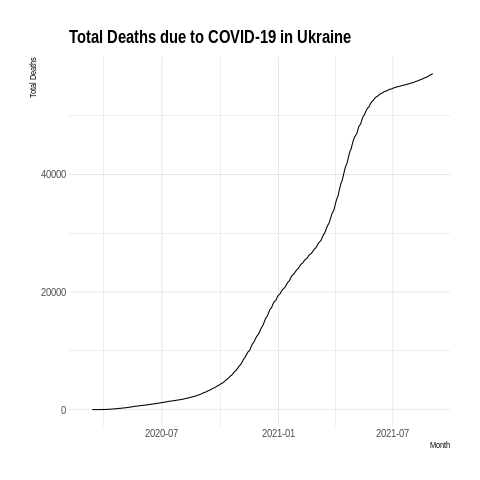 Total Deaths due to COVID-19 in Ukraine
Total Deaths
40000
20000
0
2020-07
2021-01
2021-07
Month